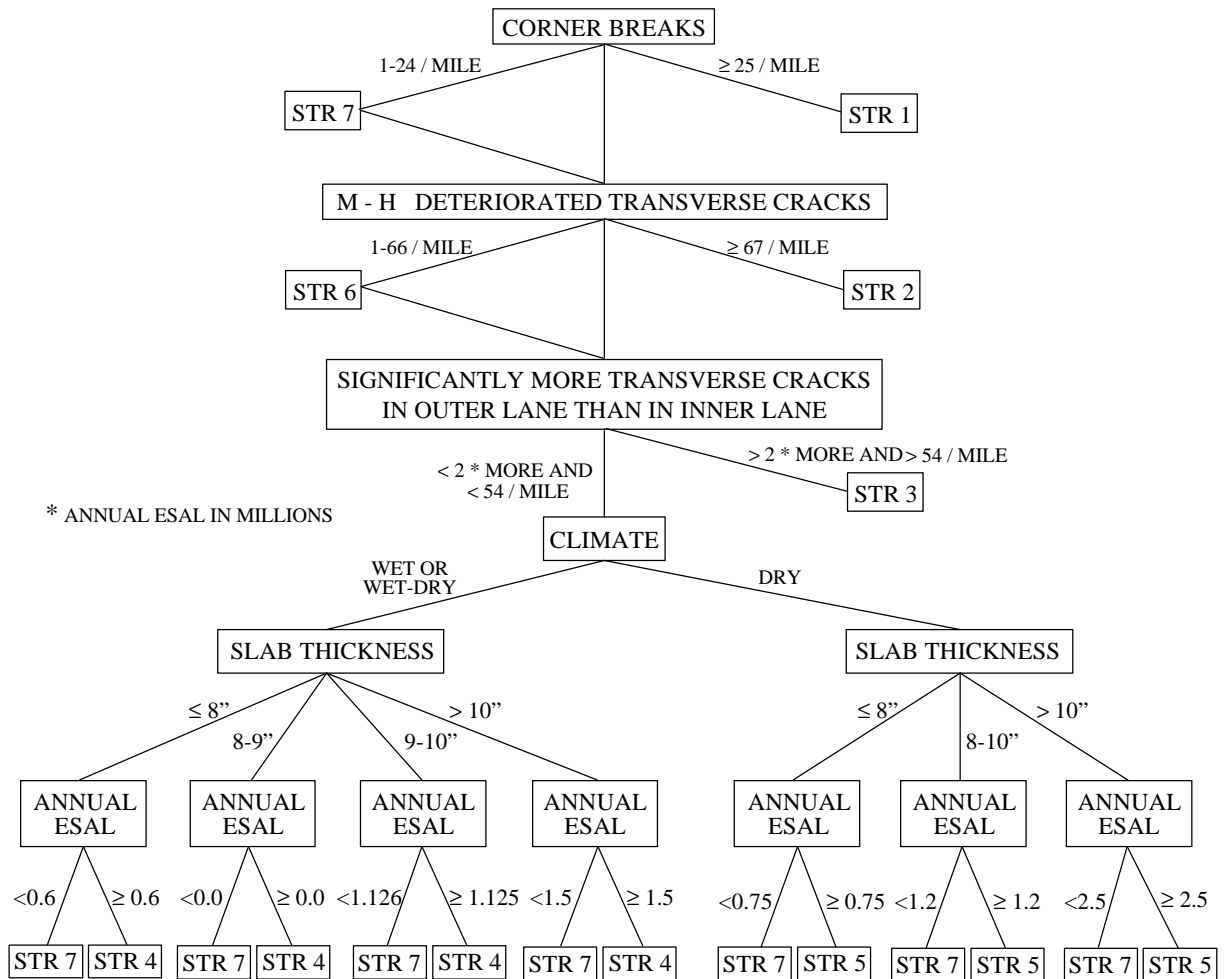 CORNER BREAKS
1-24 / MILE
≥ 25 / MILE
STR 7
STR 1
M - H DETERIORATED TRANSVERSE CRACKS
1-66 / MILE
≥ 67 / MILE
STR 6
STR 2
SIGNIFICANTLY MORE TRANSVERSE CRACKS
IN OUTER LANE THAN IN INNER LANE
< 2 * MORE AND
< 54 / MILE
> 2 * MORE AND > 54 / MILE
STR 3
* ANNUAL ESAL IN MILLIONS
CLIMATE
WET OR
WET-DRY
DRY
SLAB THICKNESS
SLAB THICKNESS
≤ 8”
8-9”
9-10”
> 10”
≤ 8”
8-10”
> 10”
ANNUAL
ESAL
ANNUAL
ESAL
ANNUAL
ESAL
ANNUAL
ESAL
ANNUAL
ESAL
ANNUAL
ESAL
ANNUAL
ESAL
<0.6
≥ 0.6
<0.0
≥ 0.0
<1.126
≥ 1.125
<1.5
≥ 1.5
<0.75
≥ 0.75
<1.2
≥ 1.2
<2.5
≥ 2.5
STR 7
STR 4
STR 7
STR 4
STR 7
STR 4
STR 7
STR 4
STR 7
STR 5
STR 7
STR 5
STR 7
STR 5